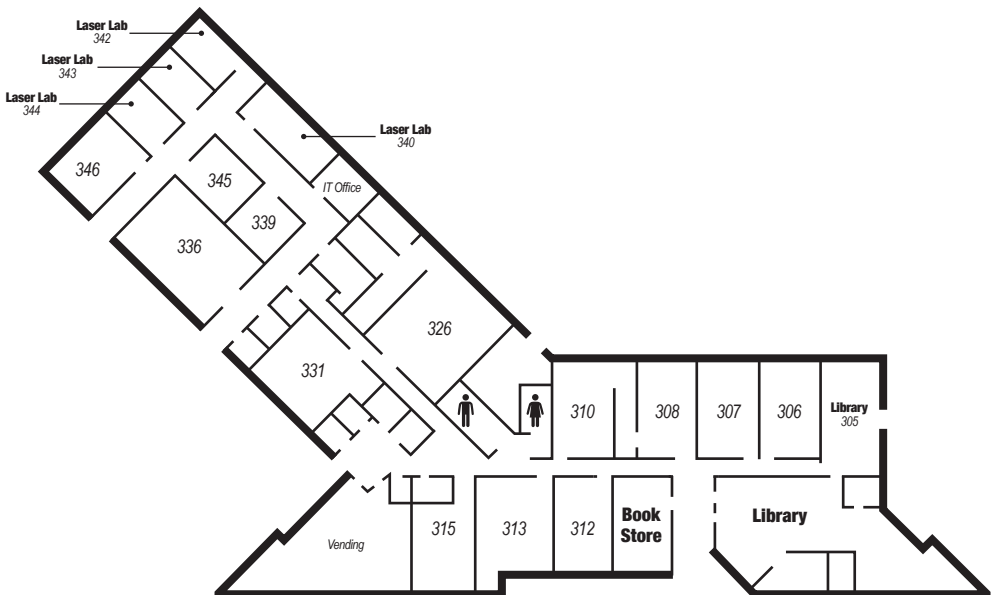 Laser Lab
342
Laser Lab
343
Laser Lab
344
Laser Lab
340
346
345
IT Office
339
336
326
331
310
308
307
306
Library
305
315
313
312
Book
Store
Library
Vending